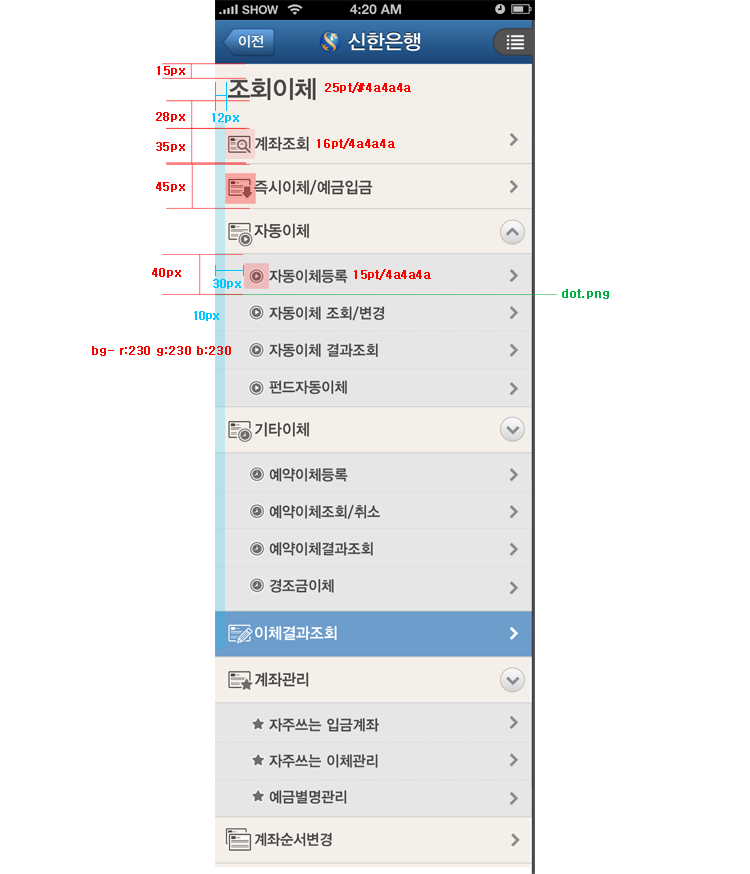 SHOW 4:20 AM
이전 신한은행
15px
조회이체 25pt/#4a4a4a
28px 12px
35px 계좌조회 16pt/4a4a4a
45px 즉시이체/예금입금
자동이체
40px 30px 자동이체등록 15pt/4a4a4a
dot.png
10px 자동이체 조회/변경
bg- r:230 g:230 b:230 자동이체 결과조회
펀드자동이체
기타이체
예약이체등록
예약이체조회/취소
예약이체결과조회
경조금이체
이체결과조회
계좌관리
자주쓰는 입금계좌
자주쓰는 이체관리
예금별명관리
계좌순서변경